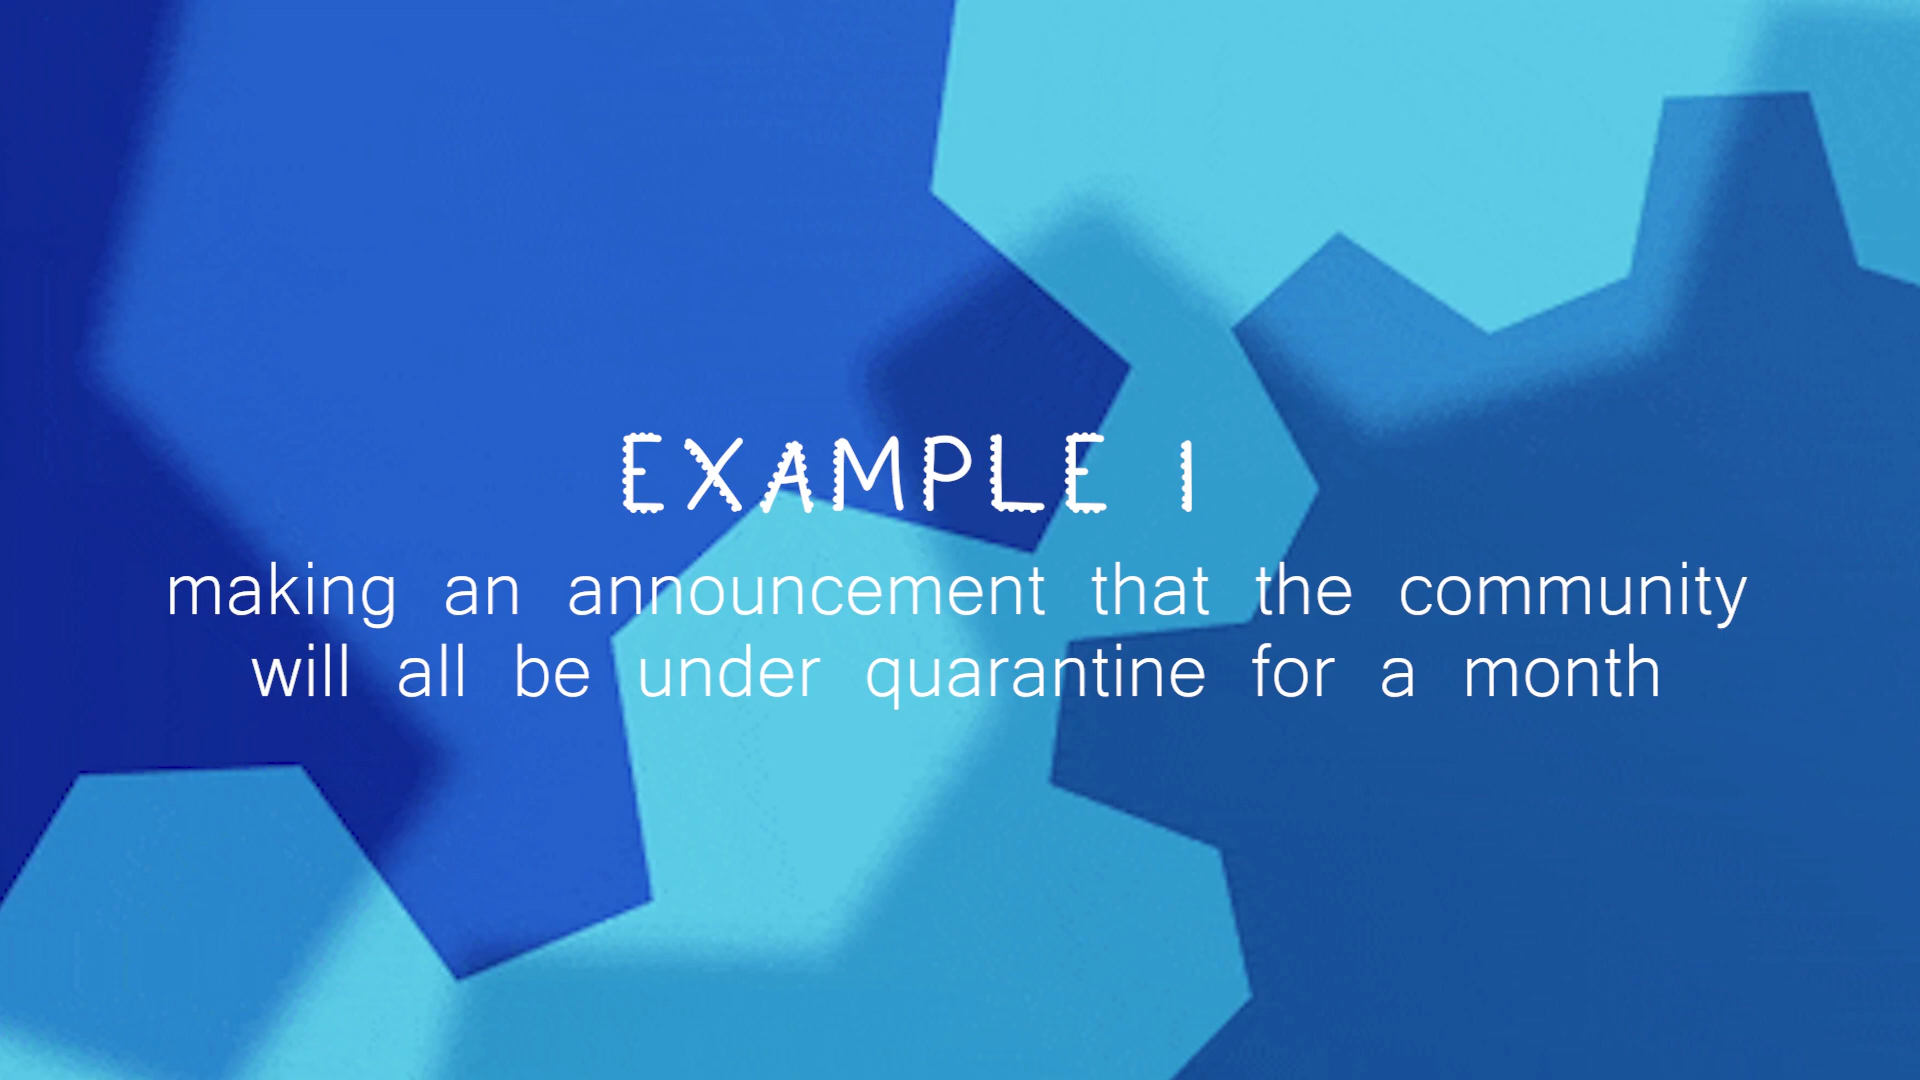 EXAMPLE 1
making an announcement that the community
will all be under quarantine for a month